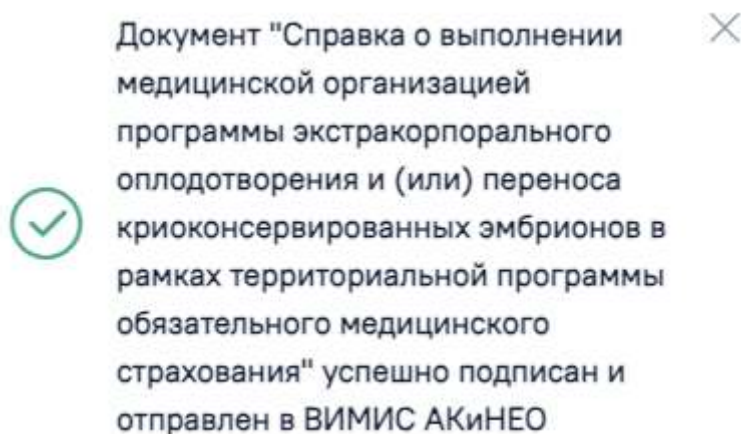 Документ "Справка о выполнении
медицинской организацией
программы экстракорпорального
оплодотворения и (или) переноса
криоконсервированных эмбрионов в
рамках территориальной программы
обязательного медицинского
страхования" успешно подписан и
отправлен в ВИМИС АКиНЕО